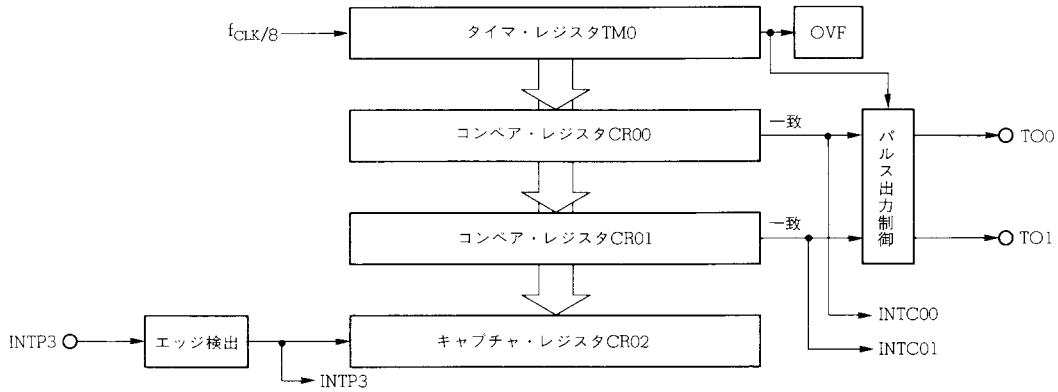 fCLK/8
タイマ・レジスタTM0
OVF
コンペア・レジスタCR00
一致
パルス出力制御
TO0
コンペア・レジスタCR01
一致
TO1
INTC00
INTP3
エッジ検出
キャプチャ・レジスタCR02
INTC01
INTP3